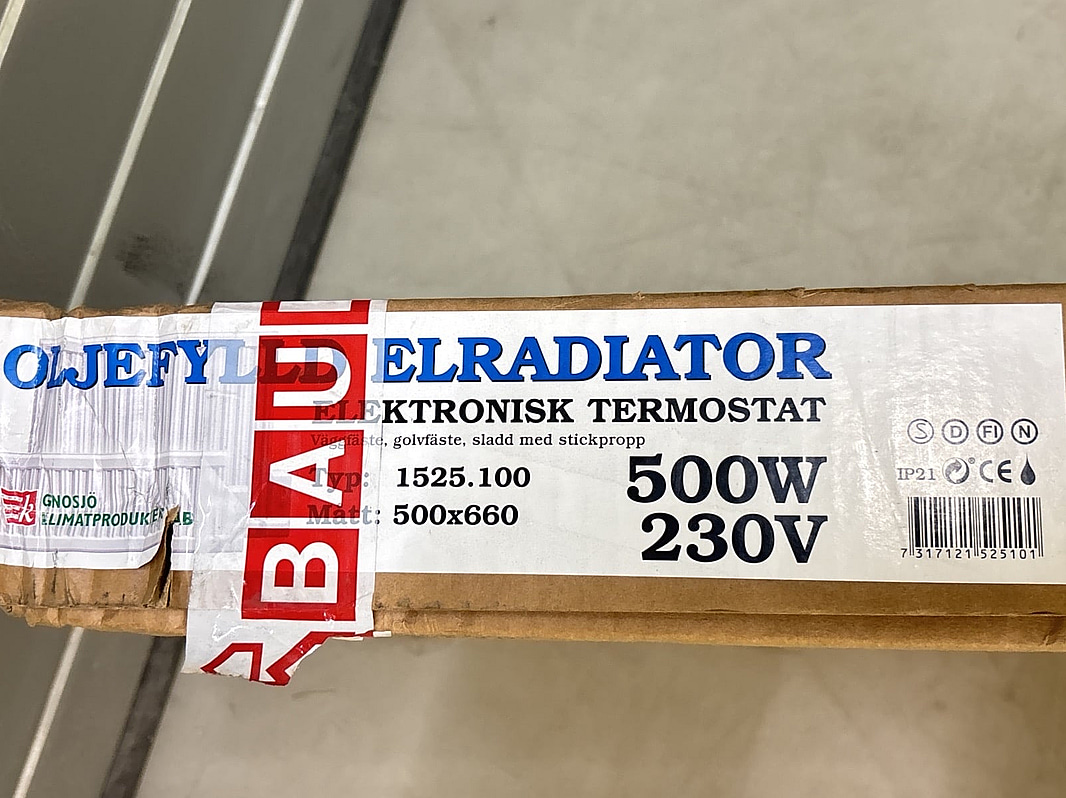 OLJEFYLLD ELRADIATOR
ELEKTRONISK TERMOSTAT
Väggfäste, golvfäste, sladd med stickpropp
Typ: 1525.100
Mått: 500x660
500W
230V
S D FI N
IP21 CE
7 317121 525101
GNOSJÖ
KLIMATPRODUKTER AB
BAU